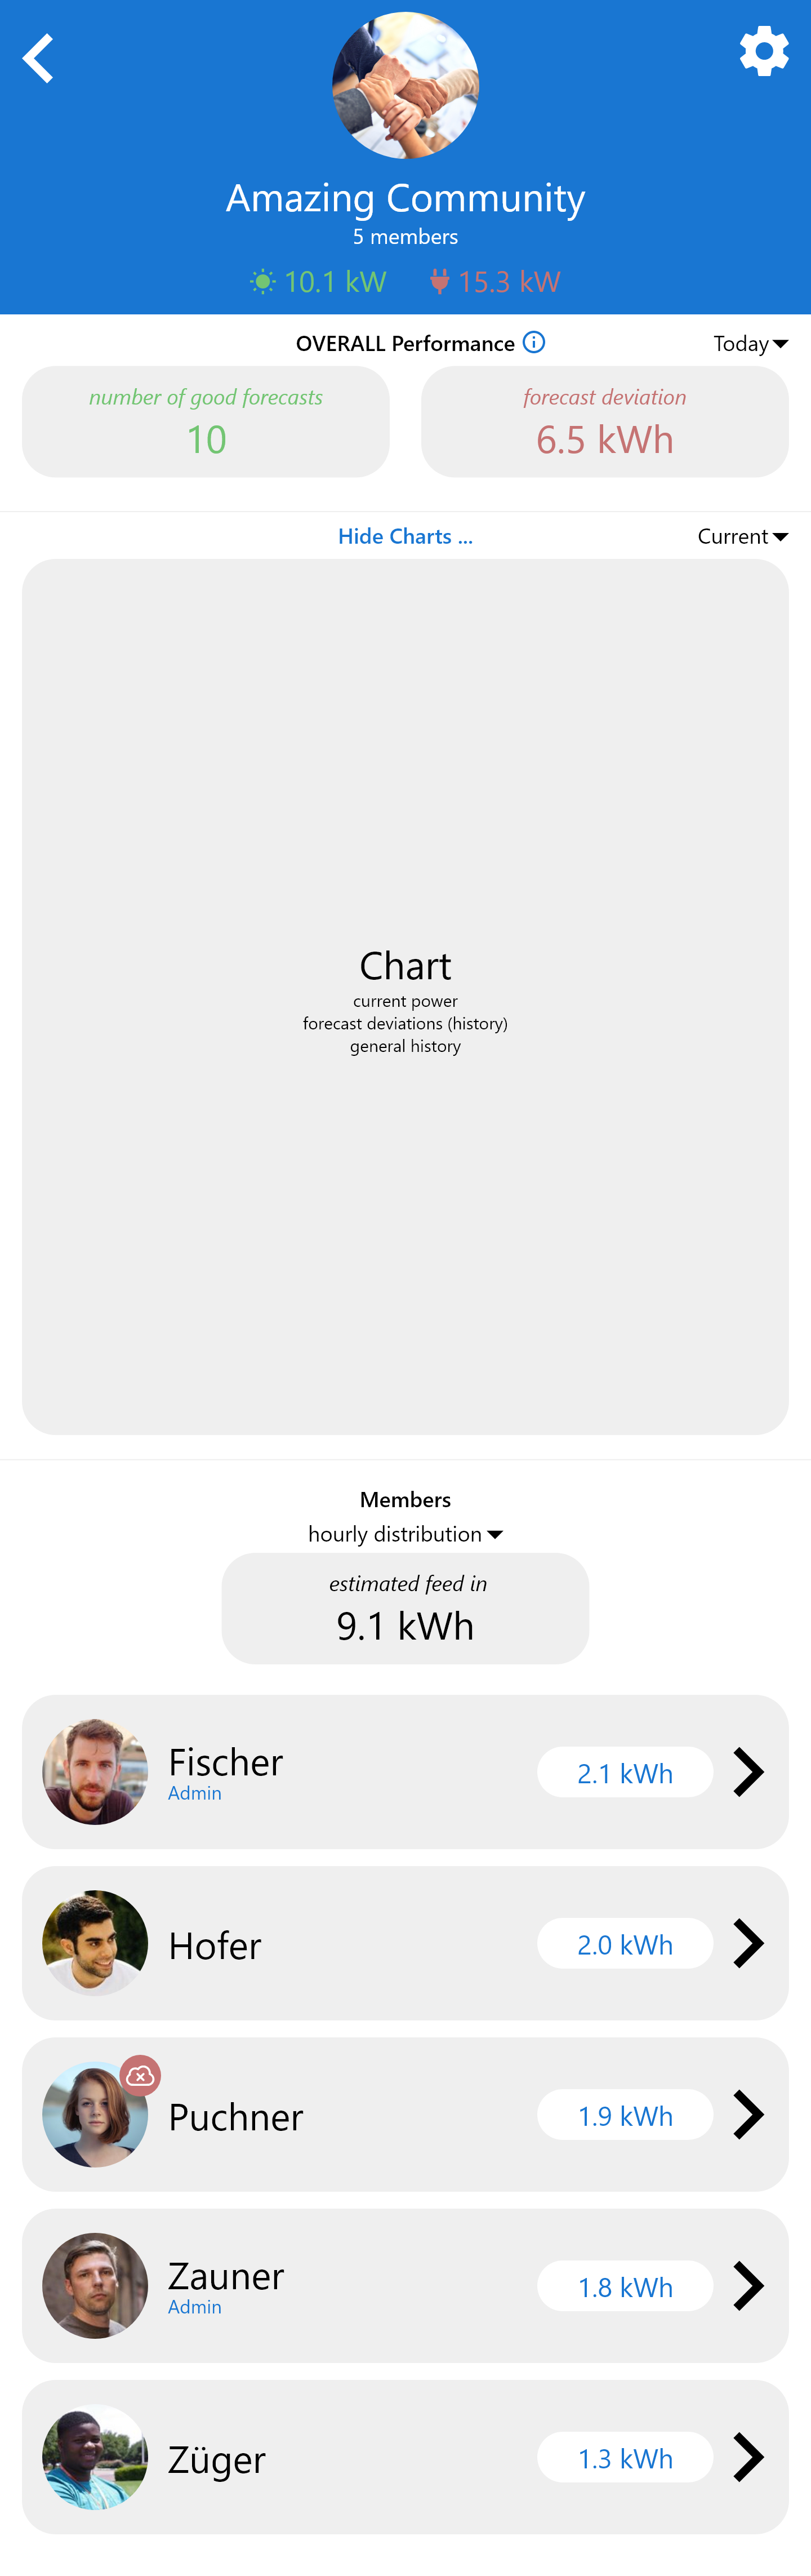 Amazing Community
5 members
10.1 kW 15.3 kW
OVERALL Performance Today
number of good forecasts
10
forecast deviation
6.5 kWh
Hide Charts ... Current
Chart
current power
forecast deviations (history)
general history
Members
hourly distribution
estimated feed in
9.1 kWh
Fischer
Admin
2.1 kWh
Hofer
2.0 kWh
Puchner
1.9 kWh
Zauner
Admin
1.8 kWh
Züger
1.3 kWh